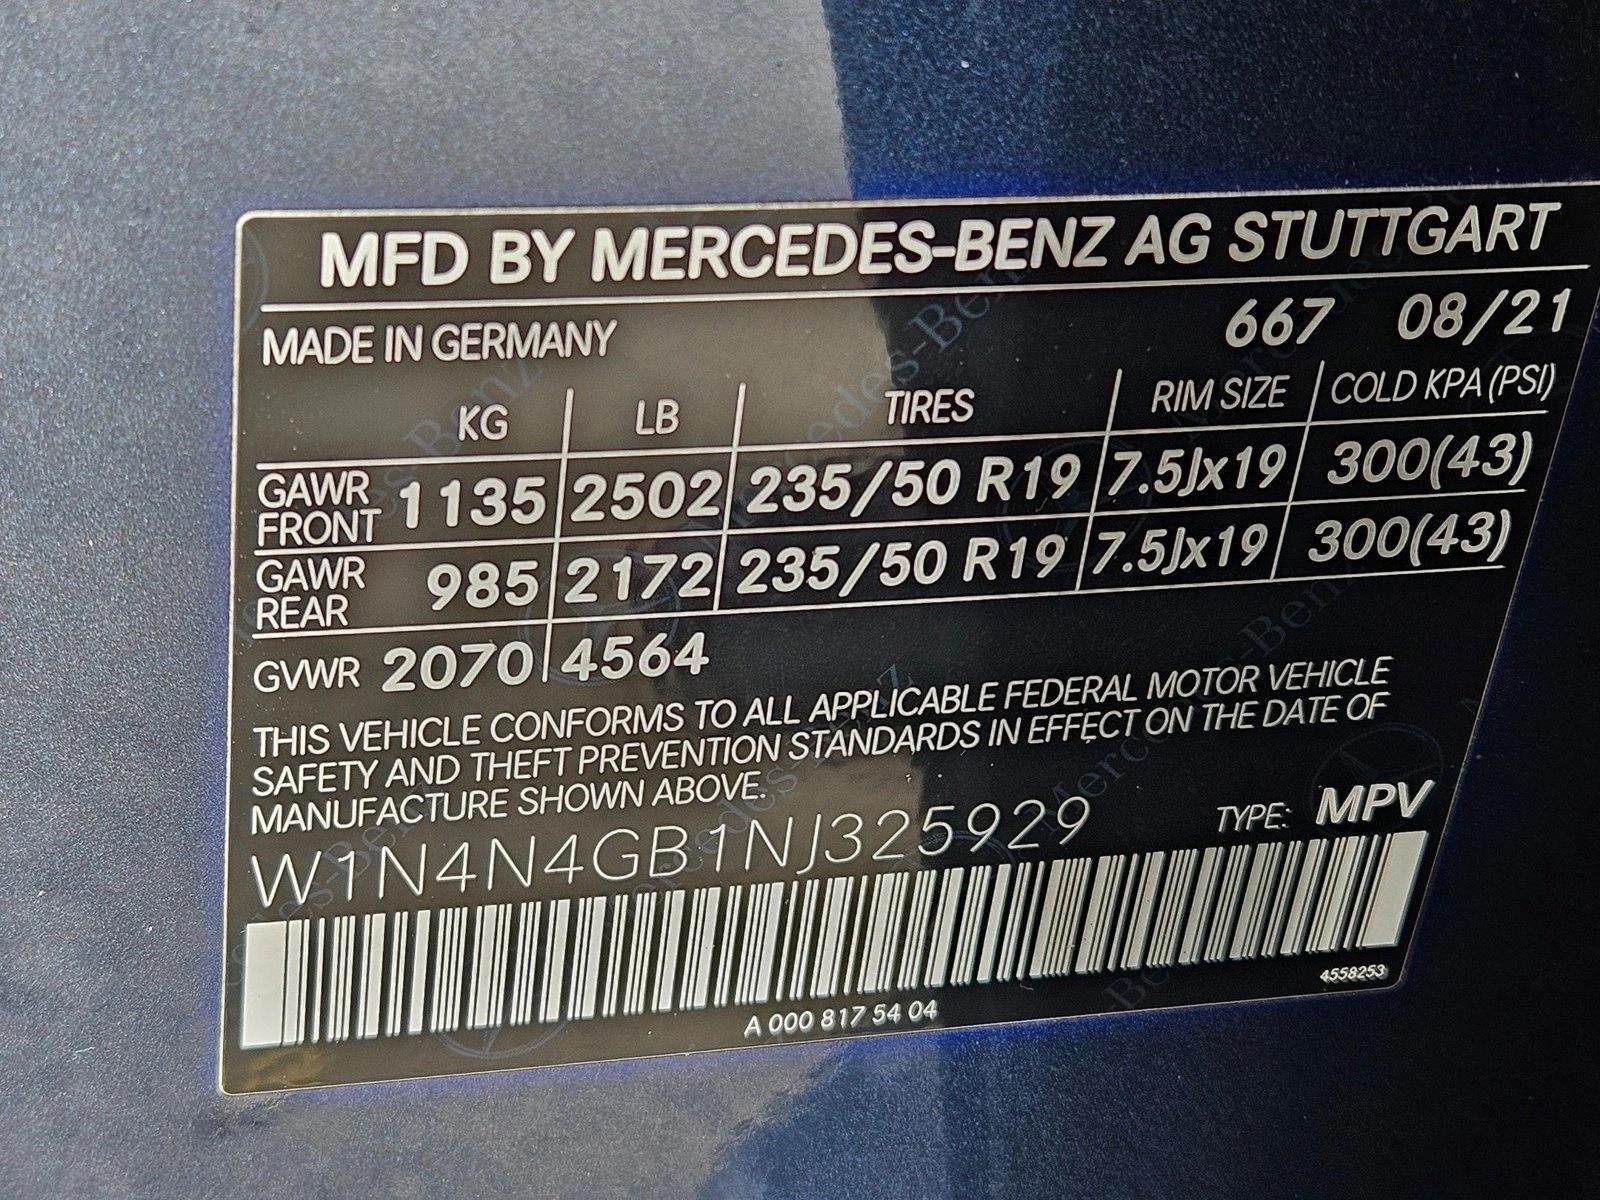 MFD BY MERCEDES-BENZ AG STUTTGART
MADE IN GERMANY 667 08/21
KG LB TIRES RIM SIZE COLD KPA (PSI)
GAWR FRONT 1135 2502 235/50 R19 7.5Jx19 300(43)
GAWR REAR 985 2172 235/50 R19 7.5Jx19 300(43)
GVWR 2070 4564
THIS VEHICLE CONFORMS TO ALL APPLICABLE FEDERAL MOTOR VEHICLE
SAFETY AND THEFT PREVENTION STANDARDS IN EFFECT ON THE DATE OF
MANUFACTURE SHOWN ABOVE.
W1N4N4GB1NJ325929 TYPE: MPV
4558253
A 000 817 54 04